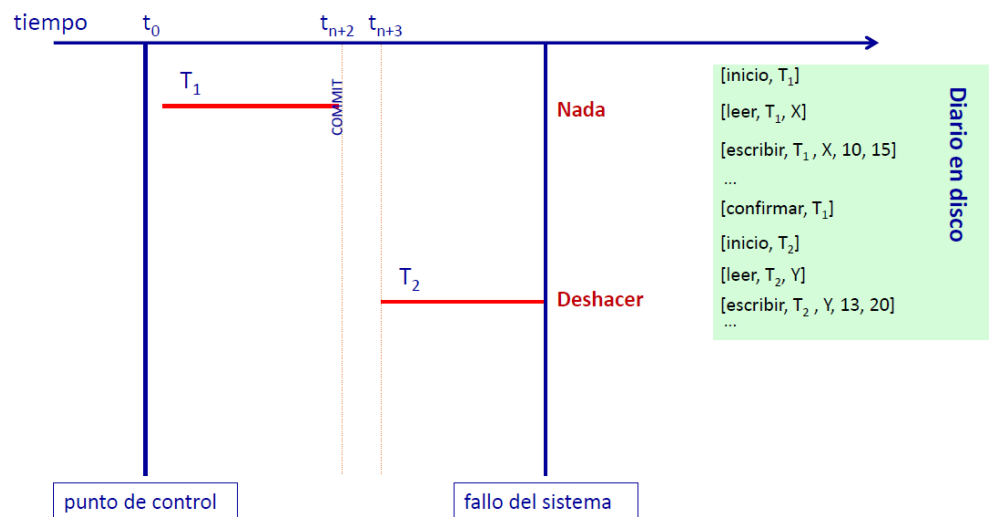 tiempo t₀ tₙ₊₂ tₙ₊₃
T₁
COMMIT
Nada
T₂
Deshacer
[inicio, T₁]
[leer, T₁, X]
[escribir, T₁ , X, 10, 15]
...
[confirmar, T₁]
[inicio, T₂]
[leer, T₂, Y]
[escribir, T₂ , Y, 13, 20]
...
Diario en disco
punto de control
fallo del sistema